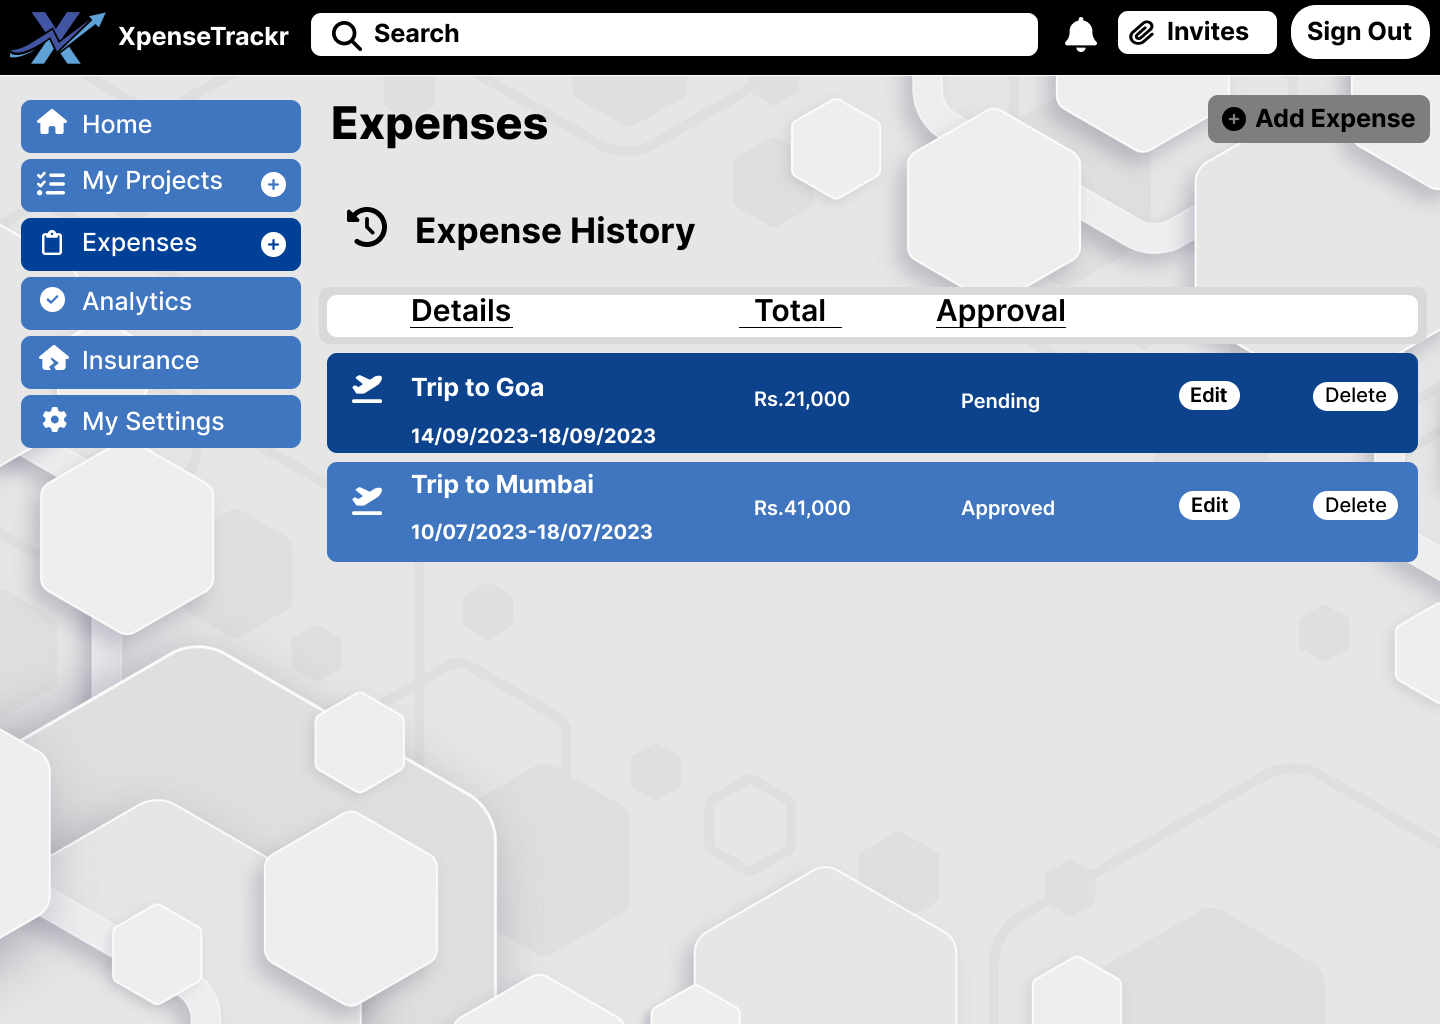 XpenseTrackr
Search
Invites
Sign Out
Home
My Projects
Expenses
Analytics
Insurance
My Settings
Expenses
Add Expense
Expense History
Details Total Approval
Trip to Goa
14/09/2023-18/09/2023
Rs.21,000
Pending
Edit
Delete
Trip to Mumbai
10/07/2023-18/07/2023
Rs.41,000
Approved
Edit
Delete